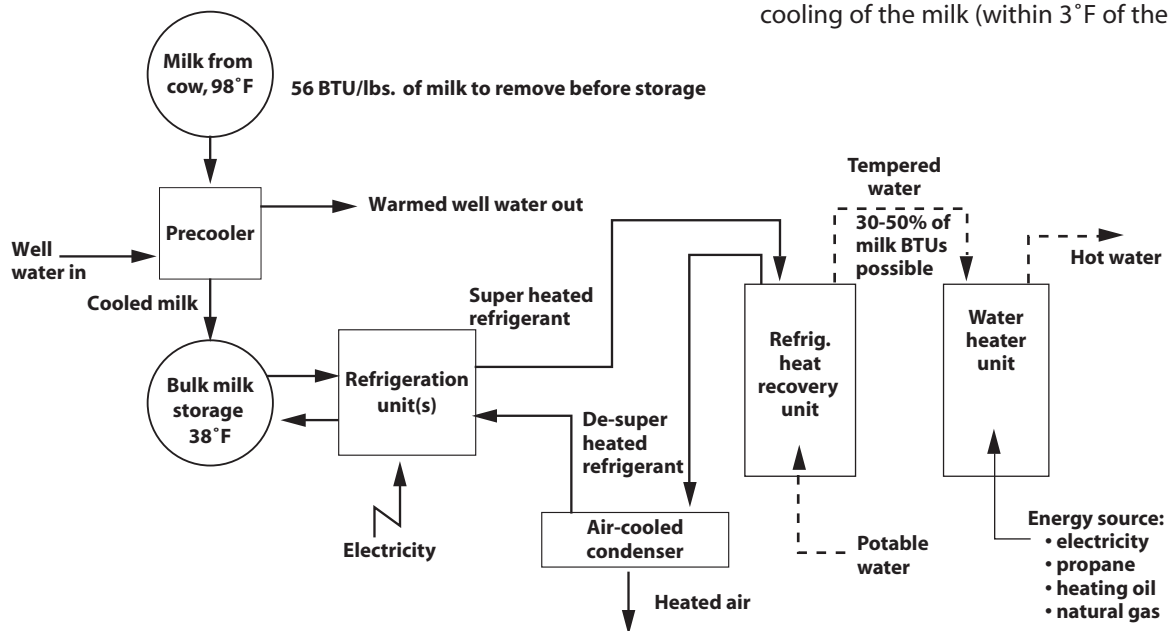 cooling of the milk (within 3˚F of the
Milk from
cow, 98˚F
56 BTU/lbs. of milk to remove before storage
Precooler
Warmed well water out
Well
water in
Cooled milk
Bulk milk
storage
38˚F
Refrigeration
unit(s)
Electricity
Super heated
refrigerant
De-super
heated
refrigerant
Air-cooled
condenser
Heated air
Tempered
water
30-50% of
milk BTUs
possible
Refrig.
heat
recovery
unit
Potable
water
Water
heater
unit
Hot water
Energy source:
• electricity
• propane
• heating oil
• natural gas